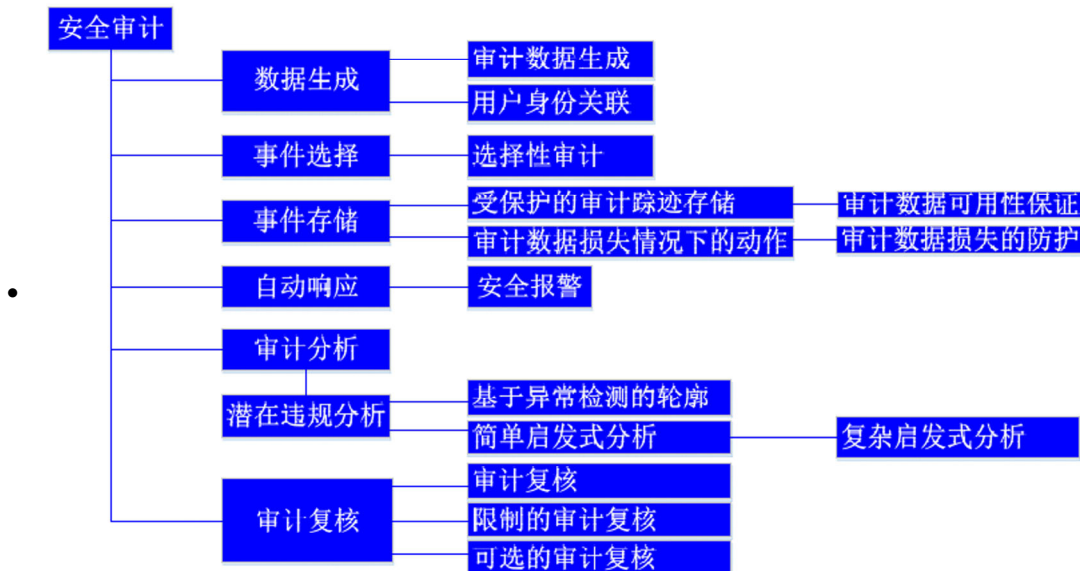 安全审计
数据生成
审计数据生成
用户身份关联
事件选择
选择性审计
事件存储
受保护的审计踪迹存储
审计数据可用性保证
审计数据损失情况下的动作
审计数据损失的防护
自动响应
安全报警
审计分析
潜在违规分析
基于异常检测的轮廓
简单启发式分析
复杂启发式分析
审计复核
审计复核
限制的审计复核
可选的审计复核